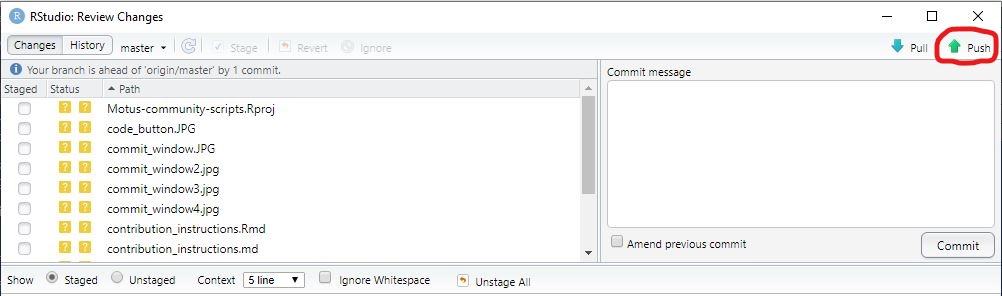 RStudio: Review Changes
Changes History master Stage Revert Ignore Pull Push
Your branch is ahead of 'origin/master' by 1 commit.
Staged Status Path
? ? Motus-community-scripts.Rproj
? ? code_button.JPG
? ? commit_window.JPG
? ? commit_window2.jpg
? ? commit_window3.jpg
? ? commit_window4.jpg
? ? contribution_instructions.Rmd
? ? contribution_instructions.md
Commit message
Amend previous commit Commit
Show Staged Unstaged Context 5 line Ignore Whitespace Unstage All